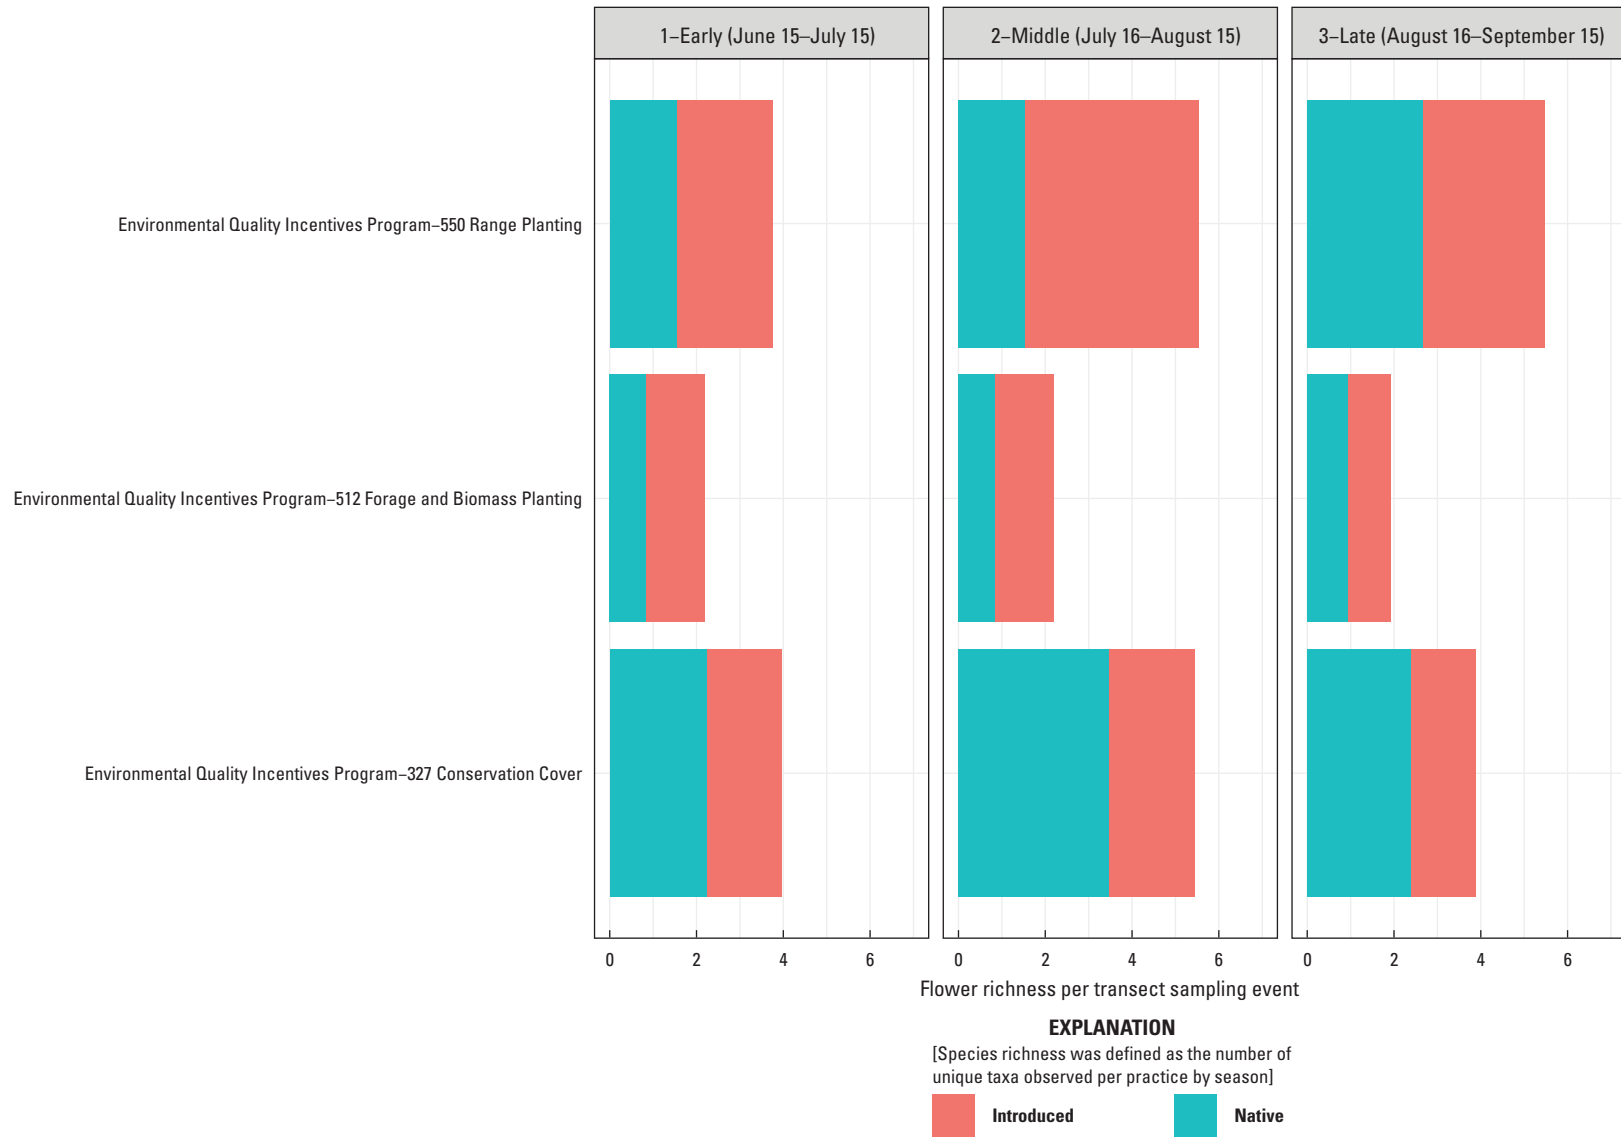 1–Early (June 15–July 15)
2–Middle (July 16–August 15)
3–Late (August 16–September 15)
Environmental Quality Incentives Program–550 Range Planting
Environmental Quality Incentives Program–512 Forage and Biomass Planting
Environmental Quality Incentives Program–327 Conservation Cover
0 2 4 6
0 2 4 6
0 2 4 6
Flower richness per transect sampling event
EXPLANATION
[Species richness was defined as the number of
unique taxa observed per practice by season]
Introduced
Native